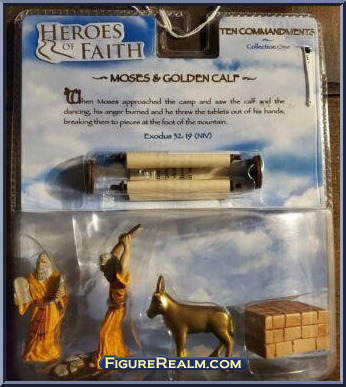 HEROES
OF FAITH
TEN COMMANDMENTS
Collection One
MOSES & GOLDEN CALF
When Moses approached the camp and saw the calf and the
dancing, his anger burned and he threw the tablets out of his hands,
breaking them to pieces at the foot of the mountain.
Exodus 32: 19 (NIV)
FIGUREREALM.COM